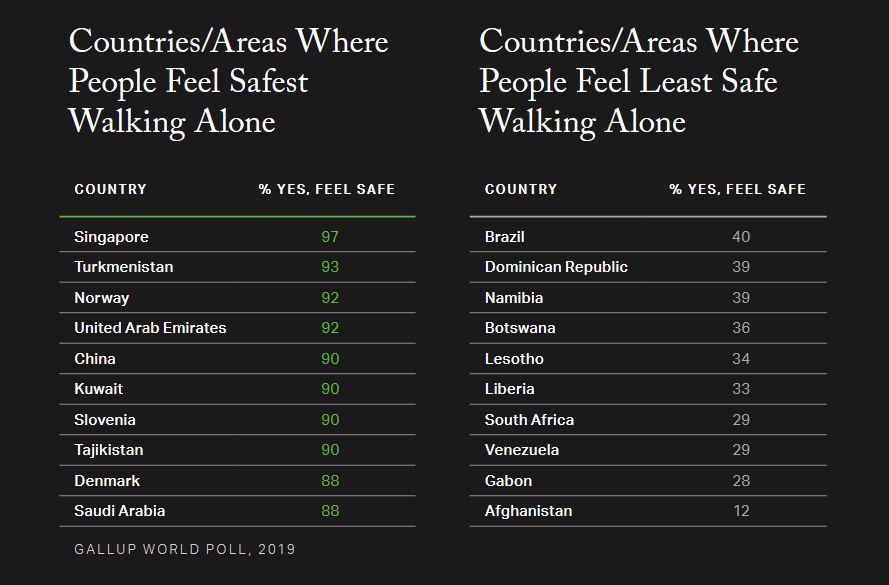 Countries/Areas Where
People Feel Safest
Walking Alone
COUNTRY % YES, FEEL SAFE
Singapore 97
Turkmenistan 93
Norway 92
United Arab Emirates 92
China 90
Kuwait 90
Slovenia 90
Tajikistan 90
Denmark 88
Saudi Arabia 88
GALLUP WORLD POLL, 2019
Countries/Areas Where
People Feel Least Safe
Walking Alone
COUNTRY % YES, FEEL SAFE
Brazil 40
Dominican Republic 39
Namibia 39
Botswana 36
Lesotho 34
Liberia 33
South Africa 29
Venezuela 29
Gabon 28
Afghanistan 12